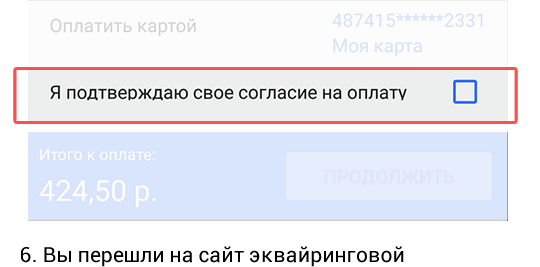 Оплатить картой
487415******2331
Моя карта
Я подтверждаю свое согласие на оплату
Итого к оплате:
424,50 р.
ПРОДОЛЖИТЬ
6. Вы перешли на сайт эквайринговой